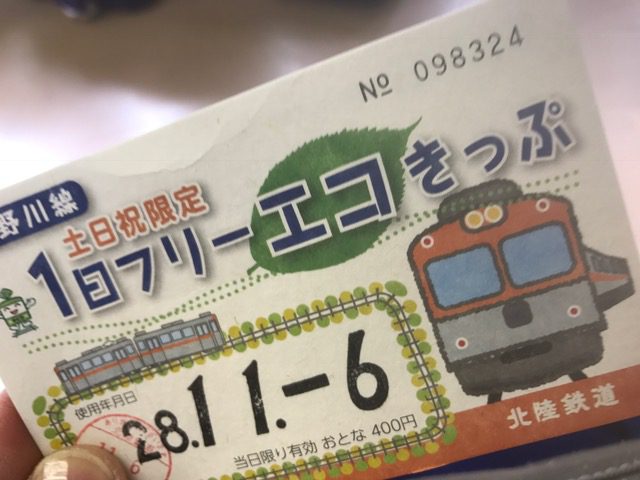 № 098324
野川線
土日祝限定
1日フリーエコきっぷ
使用年月日
28.11.-6
当日限り有効 おとな 400円
北陸鉄道